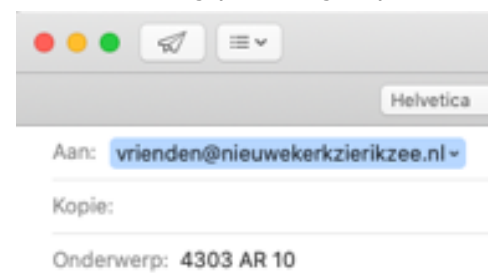 Helvetica
Aan: vrienden@nieuwekerkzierikzee.nl
Kopie:
Onderwerp: 4303 AR 10